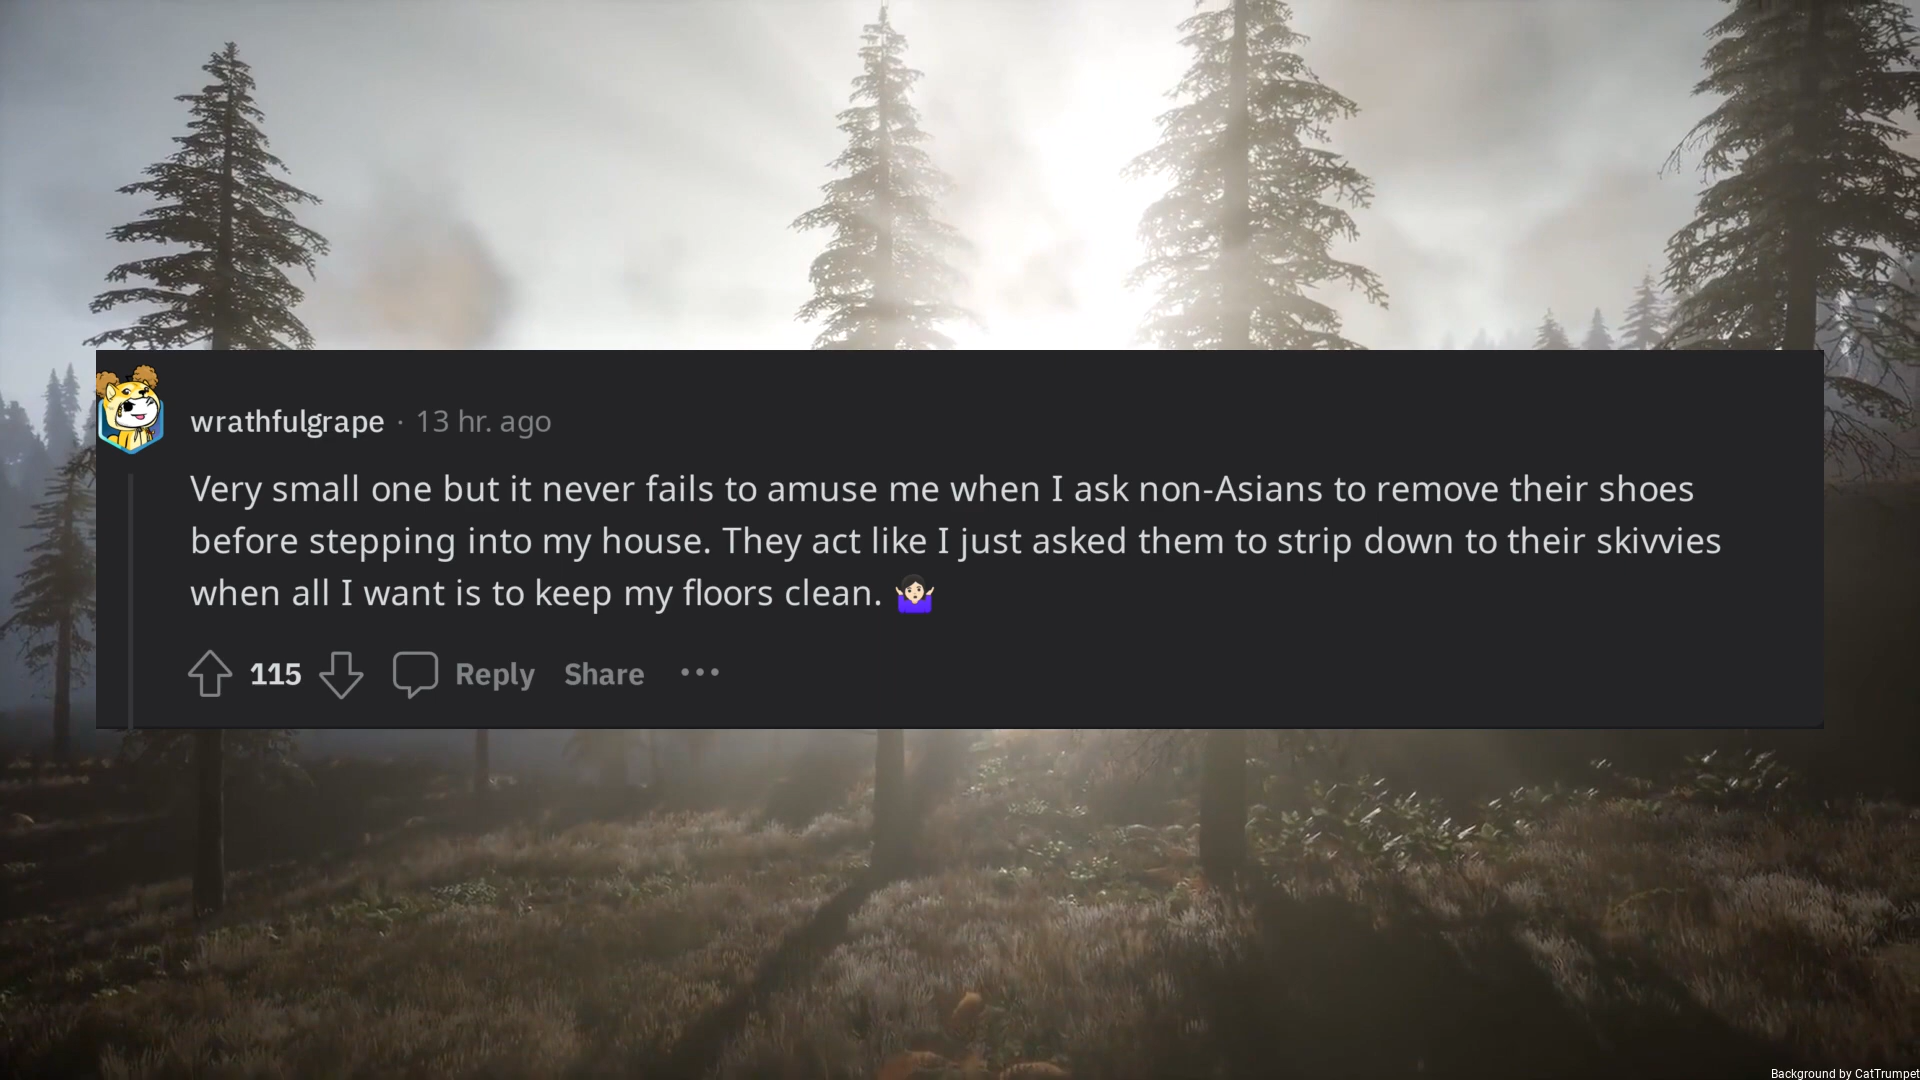 wrathfulgrape · 13 hr. ago
Very small one but it never fails to amuse me when I ask non-Asians to remove their shoes
before stepping into my house. They act like I just asked them to strip down to their skivvies
when all I want is to keep my floors clean. 🤷🏻‍♀️
115 Reply Share ···
Background by CatTrumpet